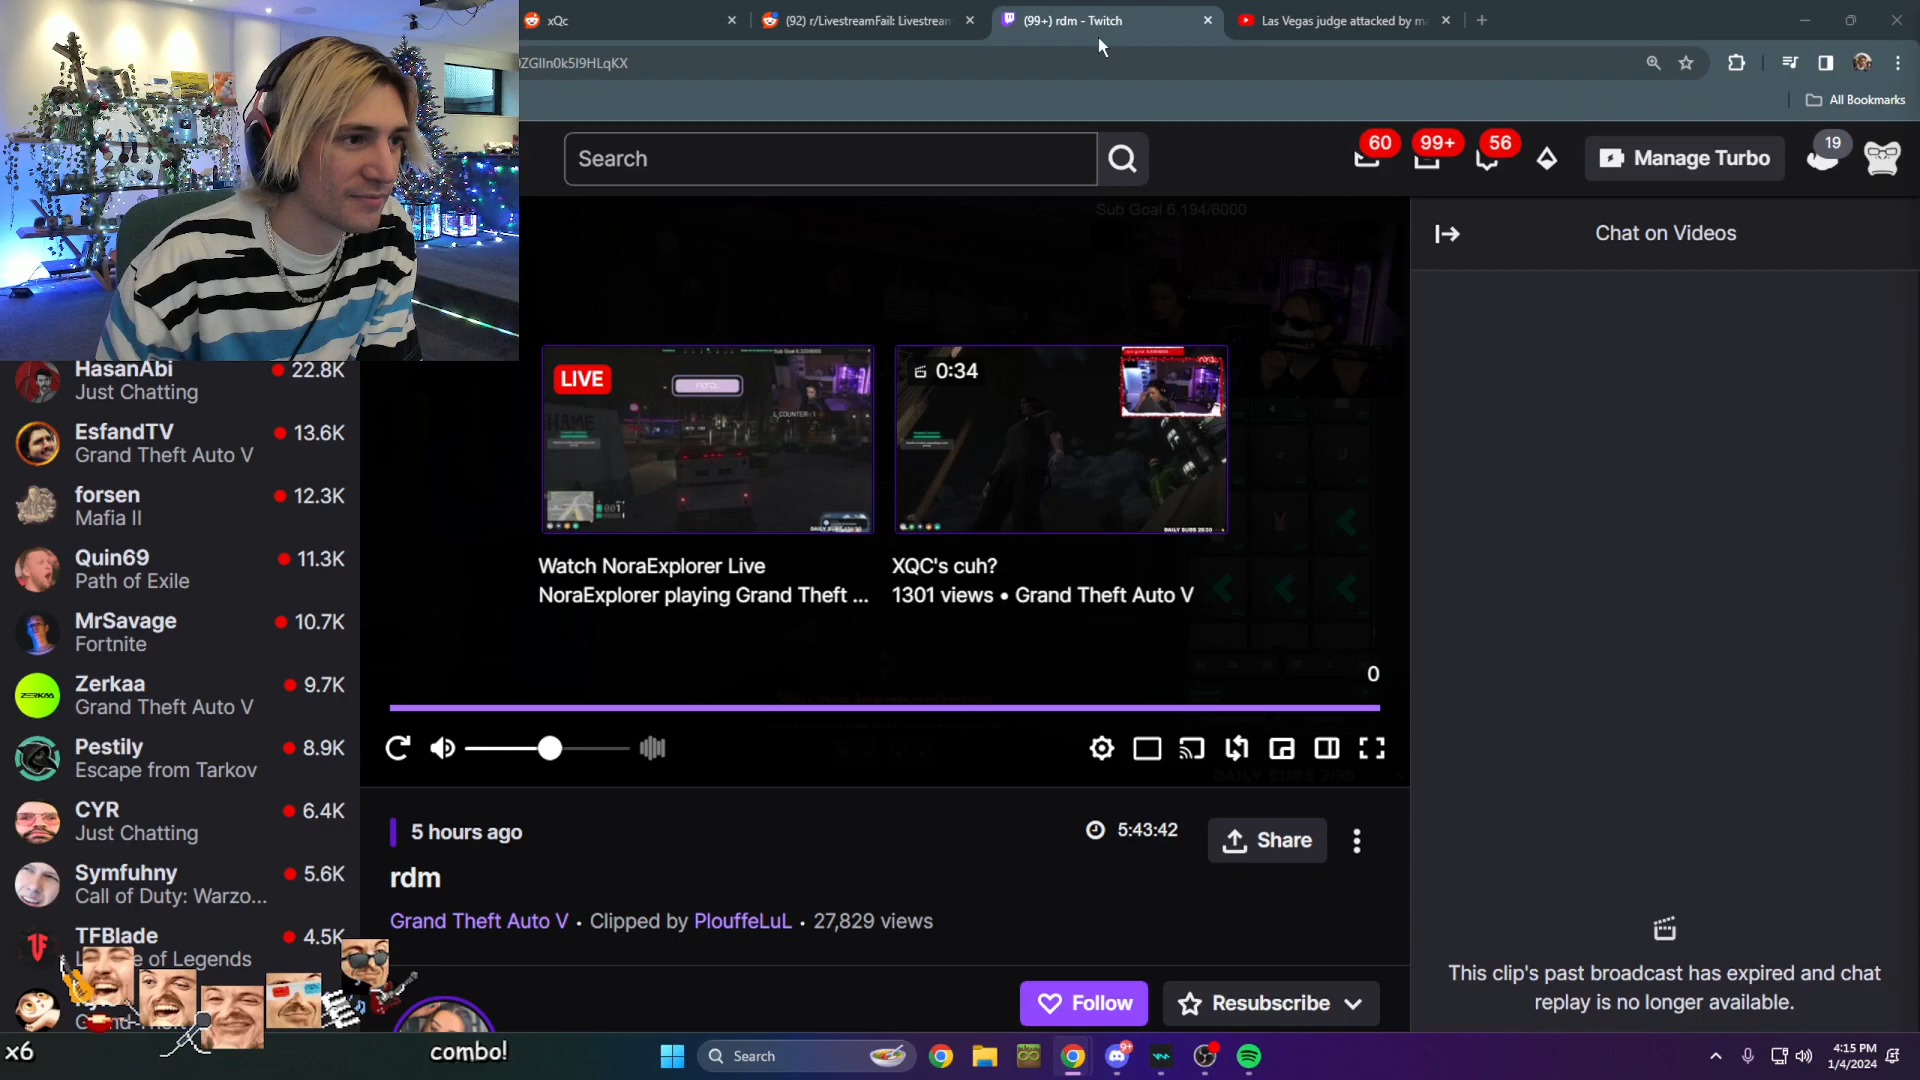 xQc
(92) r/LivestreamFail: Livestream
(99+) rdm - Twitch
Las Vegas judge attacked by m
ZGlIn0k5I9HLqKX
All Bookmarks
Search
60
99+
56
Manage Turbo
19
Sub Goal 6,194/6000
Chat on Videos
LIVE
0:34
Watch NoraExplorer Live
NoraExplorer playing Grand Theft ...
XQC's cuh?
1301 views • Grand Theft Auto V
0
HasanAbi
22.8K
Just Chatting
EsfandTV
13.6K
Grand Theft Auto V
forsen
12.3K
Mafia II
Quin69
11.3K
Path of Exile
MrSavage
10.7K
Fortnite
Zerkaa
9.7K
Grand Theft Auto V
Pestily
8.9K
Escape from Tarkov
CYR
6.4K
Just Chatting
Symfuhny
5.6K
Call of Duty: Warzo...
TFBlade
4.5K
of Legends
5 hours ago
5:43:42
Share
rdm
Grand Theft Auto V • Clipped by PlouffeLuL • 27,829 views
Follow
Resubscribe
This clip's past broadcast has expired and chat
replay is no longer available.
x6
combo!
Search
9+
4:15 PM
1/4/2024